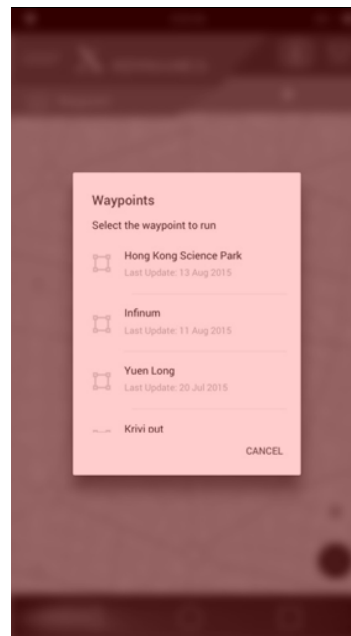 Waypoints
Select the waypoint to run
Hong Kong Science Park
Last Update: 13 Aug 2015
Infinum
Last Update: 11 Aug 2015
Yuen Long
Last Update: 20 Jul 2015
Krivi put
CANCEL